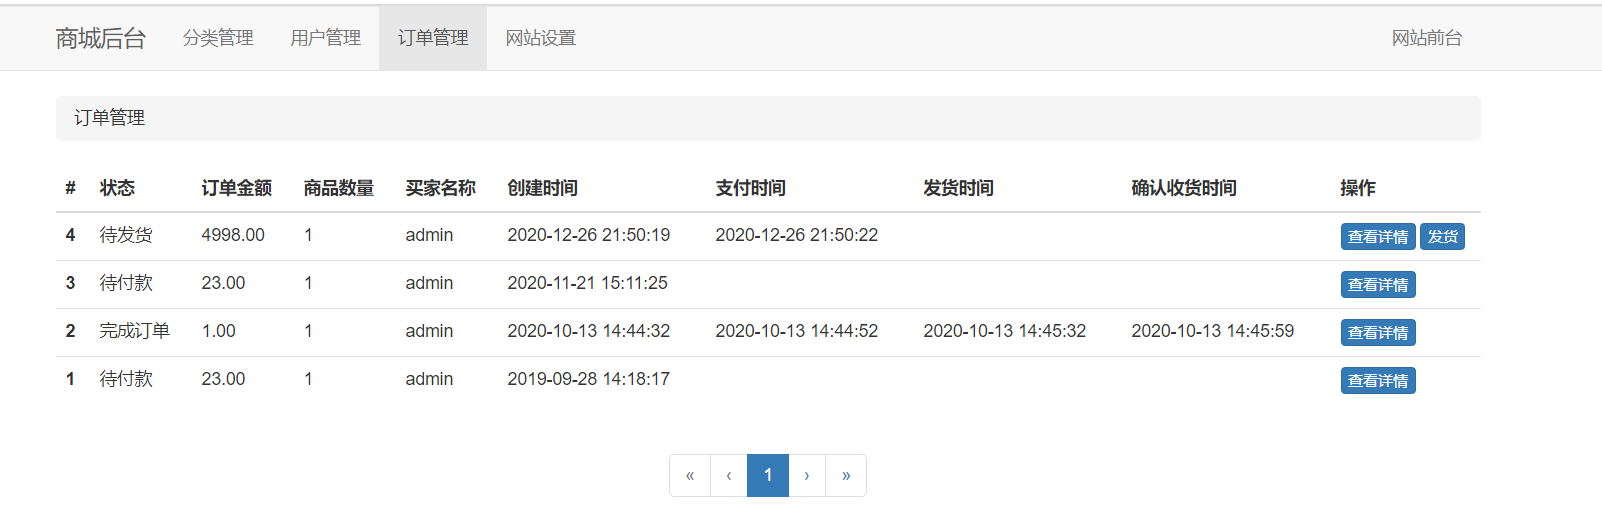 商城后台 分类管理 用户管理 订单管理 网站设置 网站前台
订单管理
# 状态 订单金额 商品数量 买家名称 创建时间 支付时间 发货时间 确认收货时间 操作
4 待发货 4998.00 1 admin 2020-12-26 21:50:19 2020-12-26 21:50:22 查看详情 发货
3 待付款 23.00 1 admin 2020-11-21 15:11:25 查看详情
2 完成订单 1.00 1 admin 2020-10-13 14:44:32 2020-10-13 14:44:52 2020-10-13 14:45:32 2020-10-13 14:45:59 查看详情
1 待付款 23.00 1 admin 2019-09-28 14:18:17 查看详情
« ‹ 1 › »